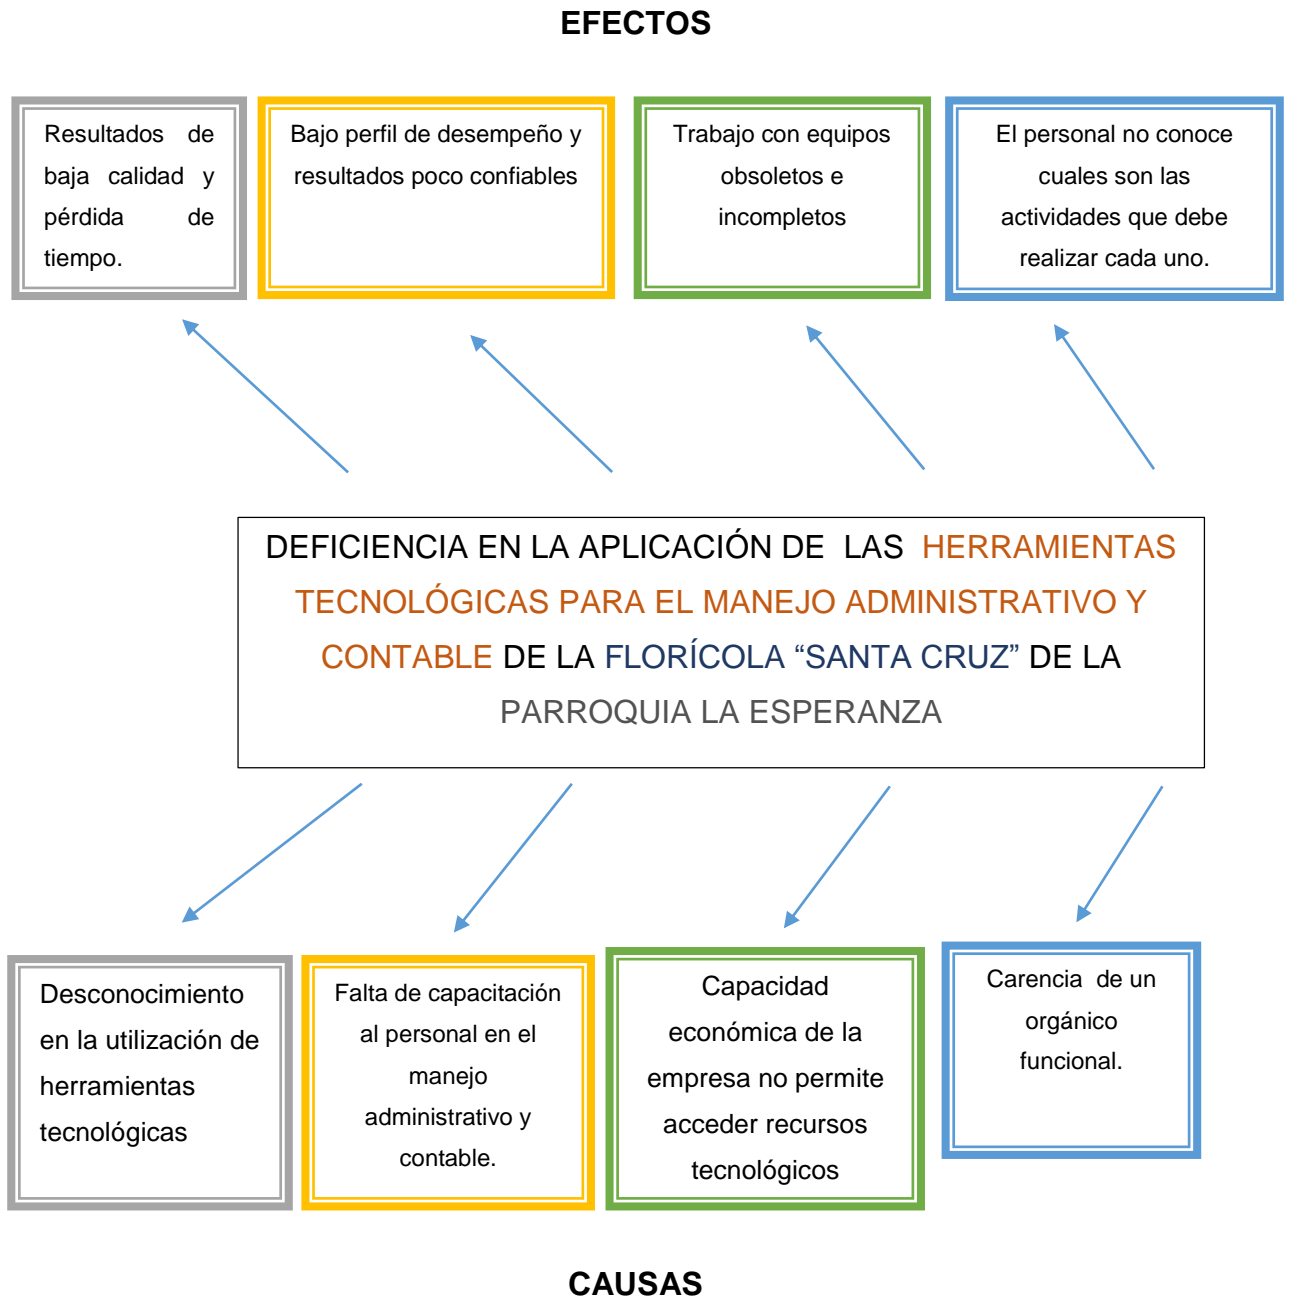 EFECTOS
Resultados de
baja calidad y
pérdida de
tiempo.
Bajo perfil de desempeño y
resultados poco confiables
Trabajo con equipos
obsoletos e
incompletos
El personal no conoce
cuales son las
actividades que debe
realizar cada uno.
DEFICIENCIA EN LA APLICACIÓN DE LAS HERRAMIENTAS
TECNOLÓGICAS PARA EL MANEJO ADMINISTRATIVO Y
CONTABLE DE LA FLORÍCOLA “SANTA CRUZ” DE LA
PARROQUIA LA ESPERANZA
Desconocimiento
en la utilización de
herramientas
tecnológicas
Falta de capacitación
al personal en el
manejo
administrativo y
contable.
Capacidad
económica de la
empresa no permite
acceder recursos
tecnológicos
Carencia de un
orgánico
funcional.
CAUSAS